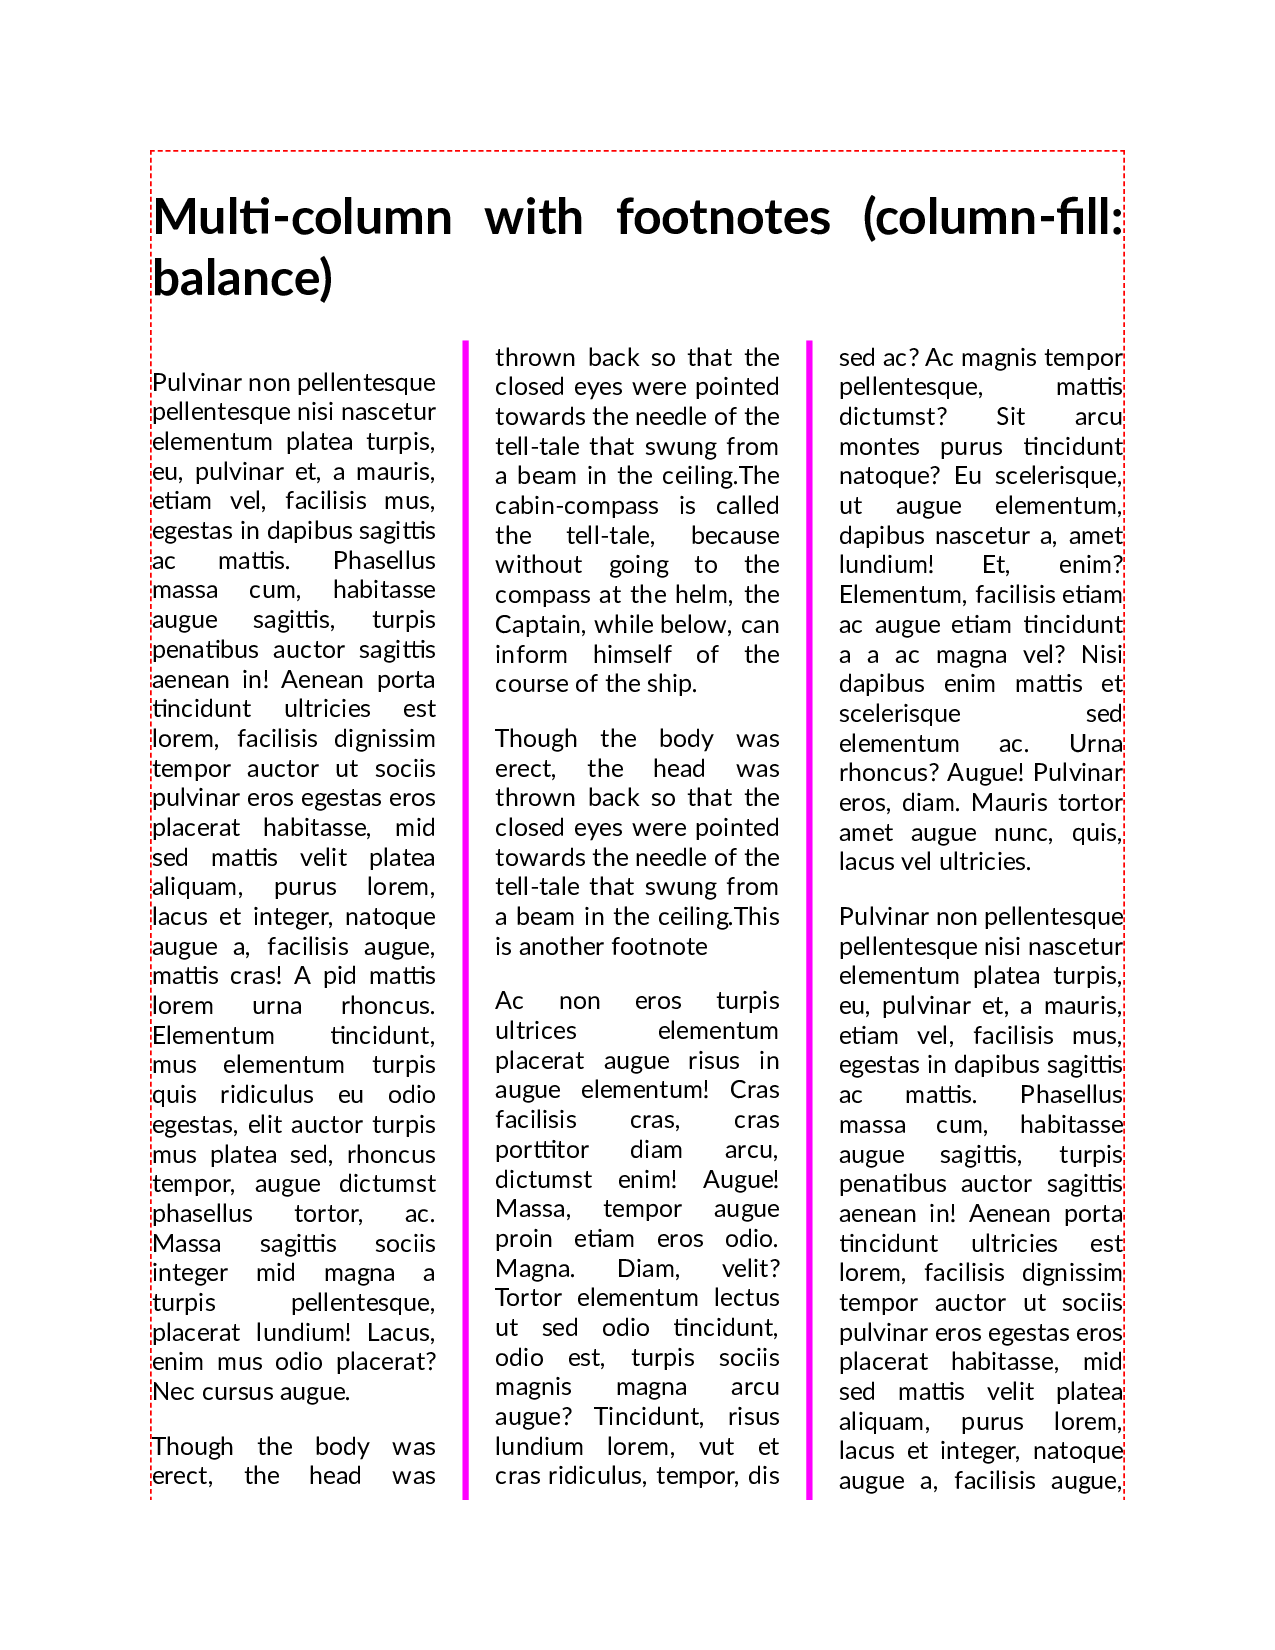 Multi-column with footnotes (column-fill:
balance)
Pulvinar non pellentesque
pellentesque nisi nascetur
elementum platea turpis,
eu, pulvinar et, a mauris,
etiam vel, facilisis mus,
egestas in dapibus sagittis
ac mattis. Phasellus
massa cum, habitasse
augue sagittis, turpis
penatibus auctor sagittis
aenean in! Aenean porta
tincidunt ultricies est
lorem, facilisis dignissim
tempor auctor ut sociis
pulvinar eros egestas eros
placerat habitasse, mid
sed mattis velit platea
aliquam, purus lorem,
lacus et integer, natoque
augue a, facilisis augue,
mattis cras! A pid mattis
lorem urna rhoncus.
Elementum tincidunt,
mus elementum turpis
quis ridiculus eu odio
egestas, elit auctor turpis
mus platea sed, rhoncus
tempor, augue dictumst
phasellus tortor, ac.
Massa sagittis sociis
integer mid magna a
turpis pellentesque,
placerat lundium! Lacus,
enim mus odio placerat?
Nec cursus augue.
Though the body was
erect, the head was
thrown back so that the
closed eyes were pointed
towards the needle of the
tell-tale that swung from
a beam in the ceiling.The
cabin-compass is called
the tell-tale, because
without going to the
compass at the helm, the
Captain, while below, can
inform himself of the
course of the ship.
Though the body was
erect, the head was
thrown back so that the
closed eyes were pointed
towards the needle of the
tell-tale that swung from
a beam in the ceiling.This
is another footnote
Ac non eros turpis
ultrices elementum
placerat augue risus in
augue elementum! Cras
facilisis cras, cras
porttitor diam arcu,
dictumst enim! Augue!
Massa, tempor augue
proin etiam eros odio.
Magna. Diam, velit?
Tortor elementum lectus
ut sed odio tincidunt,
odio est, turpis sociis
magnis magna arcu
augue? Tincidunt, risus
lundium lorem, vut et
cras ridiculus, tempor, dis
sed ac? Ac magnis tempor
pellentesque, mattis
dictumst? Sit arcu
montes purus tincidunt
natoque? Eu scelerisque,
ut augue elementum,
dapibus nascetur a, amet
lundium! Et, enim?
Elementum, facilisis etiam
ac augue etiam tincidunt
a a ac magna vel? Nisi
dapibus enim mattis et
scelerisque sed
elementum ac. Urna
rhoncus? Augue! Pulvinar
eros, diam. Mauris tortor
amet augue nunc, quis,
lacus vel ultricies.
Pulvinar non pellentesque
pellentesque nisi nascetur
elementum platea turpis,
eu, pulvinar et, a mauris,
etiam vel, facilisis mus,
egestas in dapibus sagittis
ac mattis. Phasellus
massa cum, habitasse
augue sagittis, turpis
penatibus auctor sagittis
aenean in! Aenean porta
tincidunt ultricies est
lorem, facilisis dignissim
tempor auctor ut sociis
pulvinar eros egestas eros
placerat habitasse, mid
sed mattis velit platea
aliquam, purus lorem,
lacus et integer, natoque
augue a, facilisis augue,